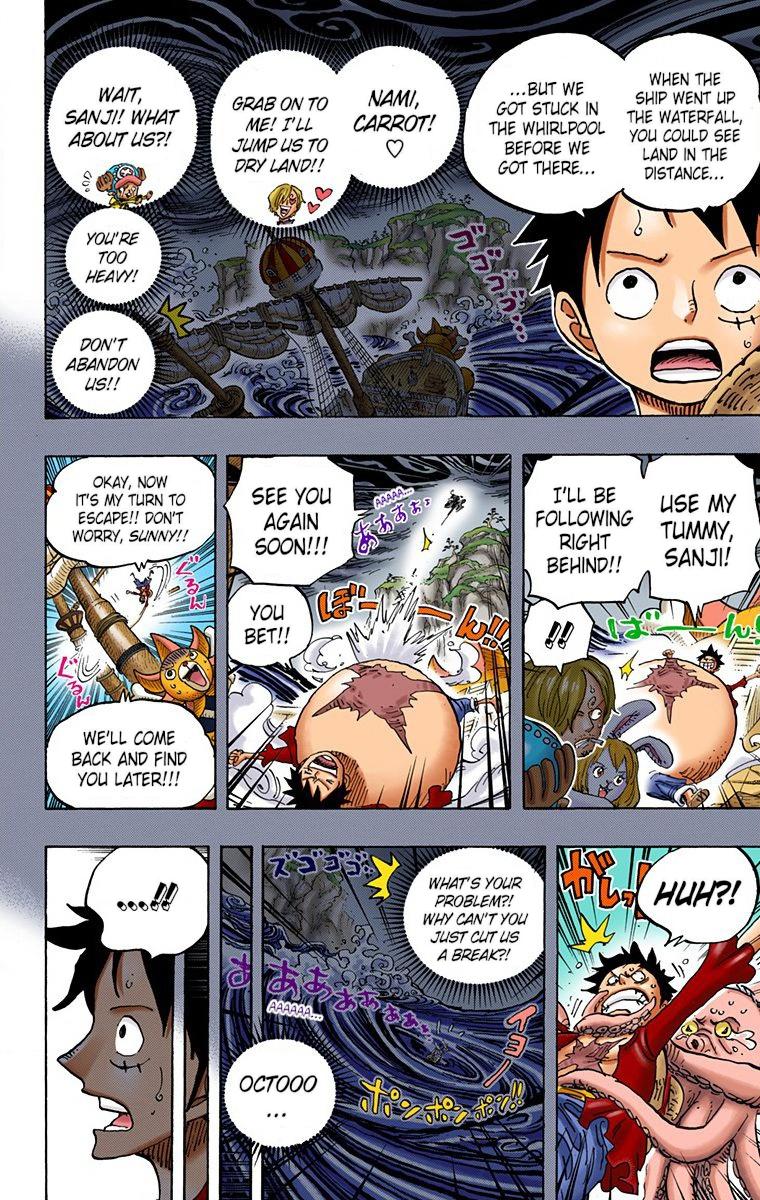 WHEN THE
SHIP WENT UP
THE WATERFALL,
YOU COULD SEE
LAND IN THE
DISTANCE...
...BUT WE
GOT STUCK IN
THE WHIRLPOOL
BEFORE WE
GOT THERE...
NAMI,
CARROT!
♡
GRAB ON TO
ME! I'LL
JUMP US TO
DRY LAND!!
WAIT,
SANJI! WHAT
ABOUT US?!
YOU'RE
TOO
HEAVY!
DON'T
ABANDON
US!!
ゴゴゴゴ...
USE MY
TUMMY,
SANJI!
I'LL BE
FOLLOWING
RIGHT
BEHIND!!
!!
ばーん!
SEE YOU
AGAIN
SOON!!!
AAAAA...
ああああぁ
YOU
BET!!
ぼーーん!!
OKAY, NOW
IT'S MY TURN TO
ESCAPE!! DON'T
WORRY, SUNNY!!
ぐるん
ぐるん
WE'LL COME
BACK AND FIND
YOU LATER!!!
HUH?!
がしっ!
WHAT'S YOUR
PROBLEM?!
WHY CAN'T YOU
JUST CUT US
A BREAK?!
ズゴゴゴ
AAAAAA...
イヨノ
ポンポンポン!!
OCTOOO
...
....!!